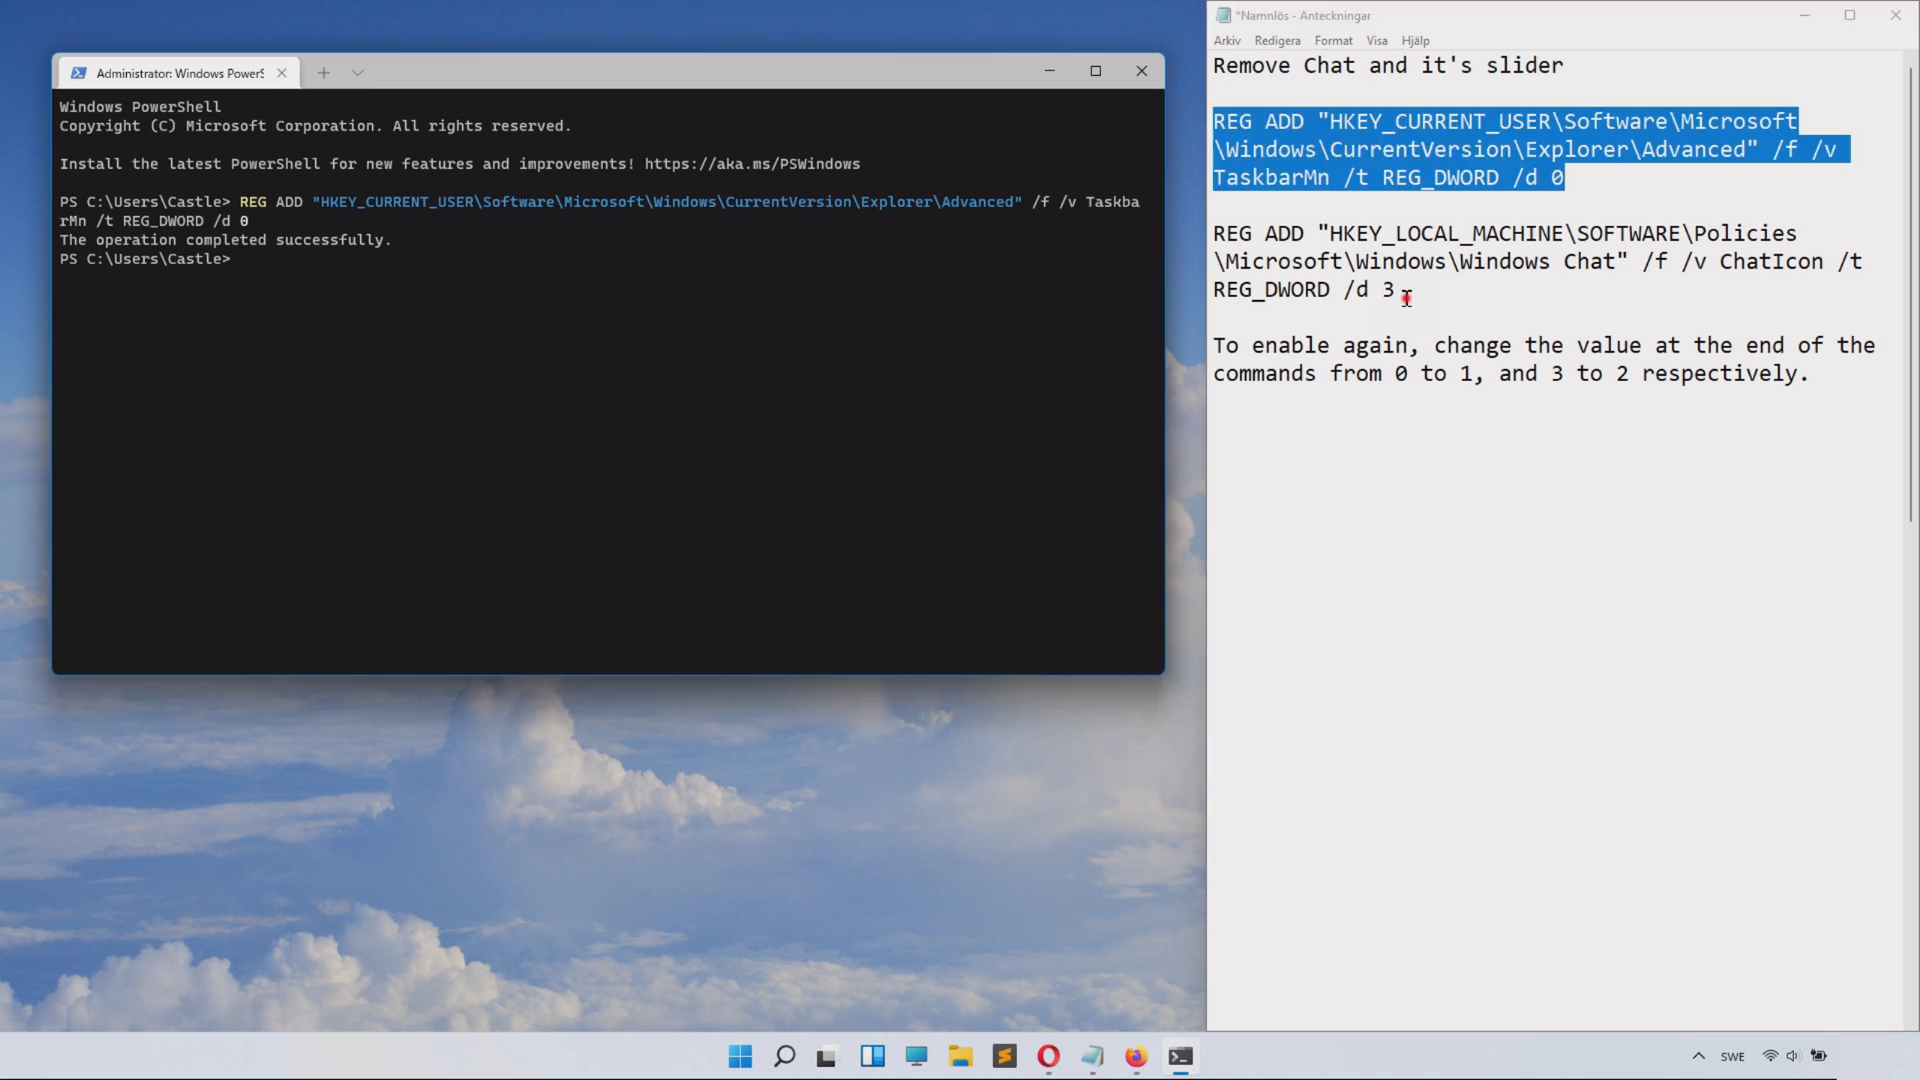 Administrator: Windows PowerS
Windows PowerShell
Copyright (C) Microsoft Corporation. All rights reserved.
Install the latest PowerShell for new features and improvements! https://aka.ms/PSWindows
PS C:\Users\Castle> REG ADD "HKEY_CURRENT_USER\Software\Microsoft\Windows\CurrentVersion\Explorer\Advanced" /f /v Taskba
rMn /t REG_DWORD /d 0
The operation completed successfully.
PS C:\Users\Castle>
*Namnlös - Anteckningar
Arkiv Redigera Format Visa Hjälp
Remove Chat and it's slider
REG ADD "HKEY_CURRENT_USER\Software\Microsoft
\Windows\CurrentVersion\Explorer\Advanced" /f /v
TaskbarMn /t REG_DWORD /d 0
REG ADD "HKEY_LOCAL_MACHINE\SOFTWARE\Policies
\Microsoft\Windows\Windows Chat" /f /v ChatIcon /t
REG_DWORD /d 3
To enable again, change the value at the end of the
commands from 0 to 1, and 3 to 2 respectively.
SWE